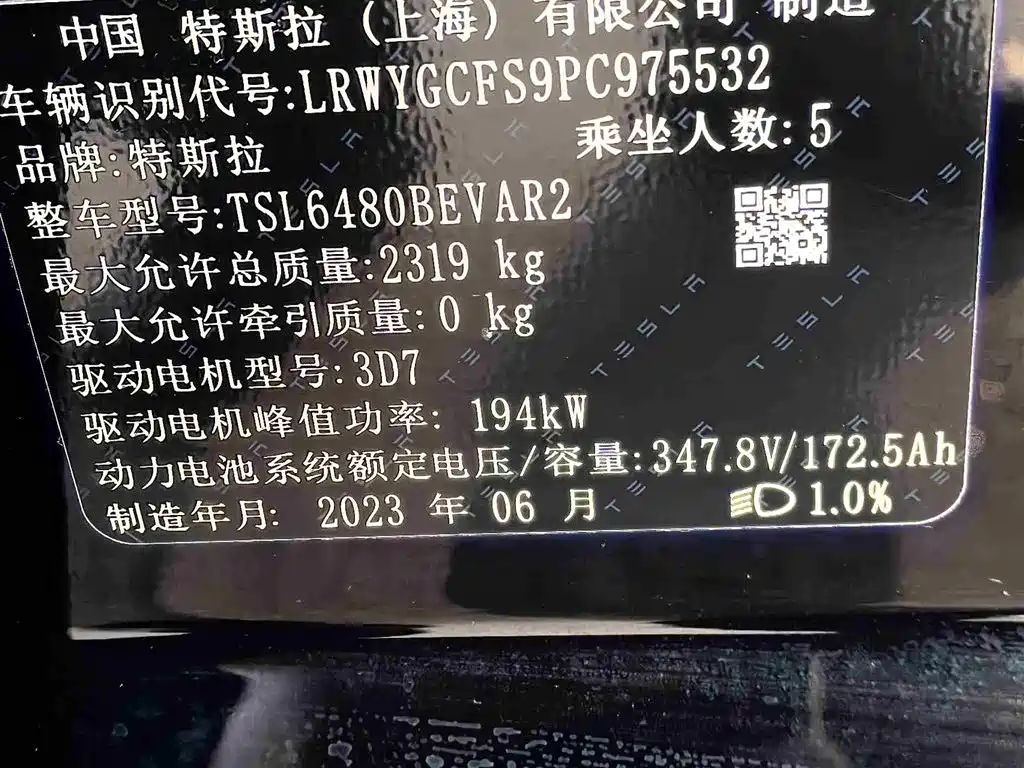 中国 特斯拉 (上海) 有限公司 制造
车辆识别代号:LRWYGCFS9PC975532
品牌:特斯拉 乘坐人数:5
整车型号:TSL6480BEVAR2
最大允许总质量:2319 kg
最大允许牵引质量:0 kg
驱动电机型号:3D7
驱动电机峰值功率: 194kW
动力电池系统额定电压/容量:347.8V/172.5Ah
制造年月: 2023 年 06 月 1.0%
TESLA